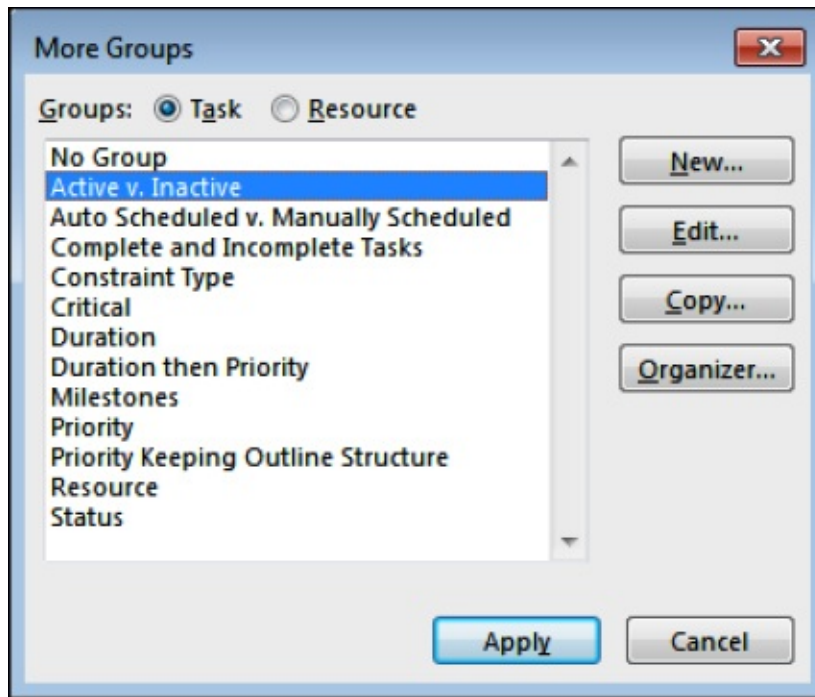 More Groups
Groups: Task Resource
No Group
Active v. Inactive
Auto Scheduled v. Manually Scheduled
Complete and Incomplete Tasks
Constraint Type
Critical
Duration
Duration then Priority
Milestones
Priority
Priority Keeping Outline Structure
Resource
Status
New...
Edit...
Copy...
Organizer...
Apply Cancel